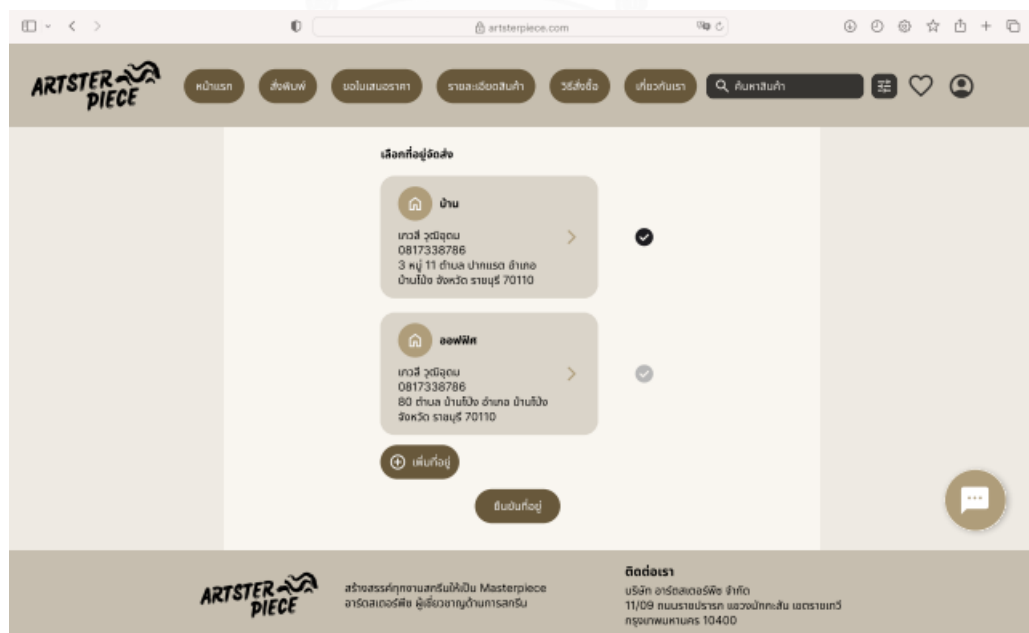 artsterpiece.com
ARTSTER
PIECE
หน้าแรก
สั่งพิมพ์
ขอใบเสนอราคา
รายละเอียดสินค้า
วิธีสั่งซื้อ
เกี่ยวกับเรา
ค้นหาสินค้า
เลือกที่อยู่จัดส่ง
บ้าน
เกวลี วุฒิอุดม
0817338786
3 หมู่ 11 ตำบล ปากแรต อำเภอ
บ้านโป่ง จังหวัด ราชบุรี 70110
ออฟฟิศ
เกวลี วุฒิอุดม
0817338786
80 ตำบล บ้านโป่ง อำเภอ บ้านโป่ง
จังหวัด ราชบุรี 70110
เพิ่มที่อยู่
ยืนยันที่อยู่
ARTSTER
PIECE
สร้างสรรค์ทุกงานสกรีนให้เป็น Masterpiece
อาร์ตสเตอร์พีช ผู้เชี่ยวชาญด้านการสกรีน
ติดต่อเรา
บริษัท อาร์ตสเตอร์พีช จำกัด
11/09 ถนนราชปรารภ แขวงมักกะสัน เขตราชเทวี
กรุงเทพมหานคร 10400